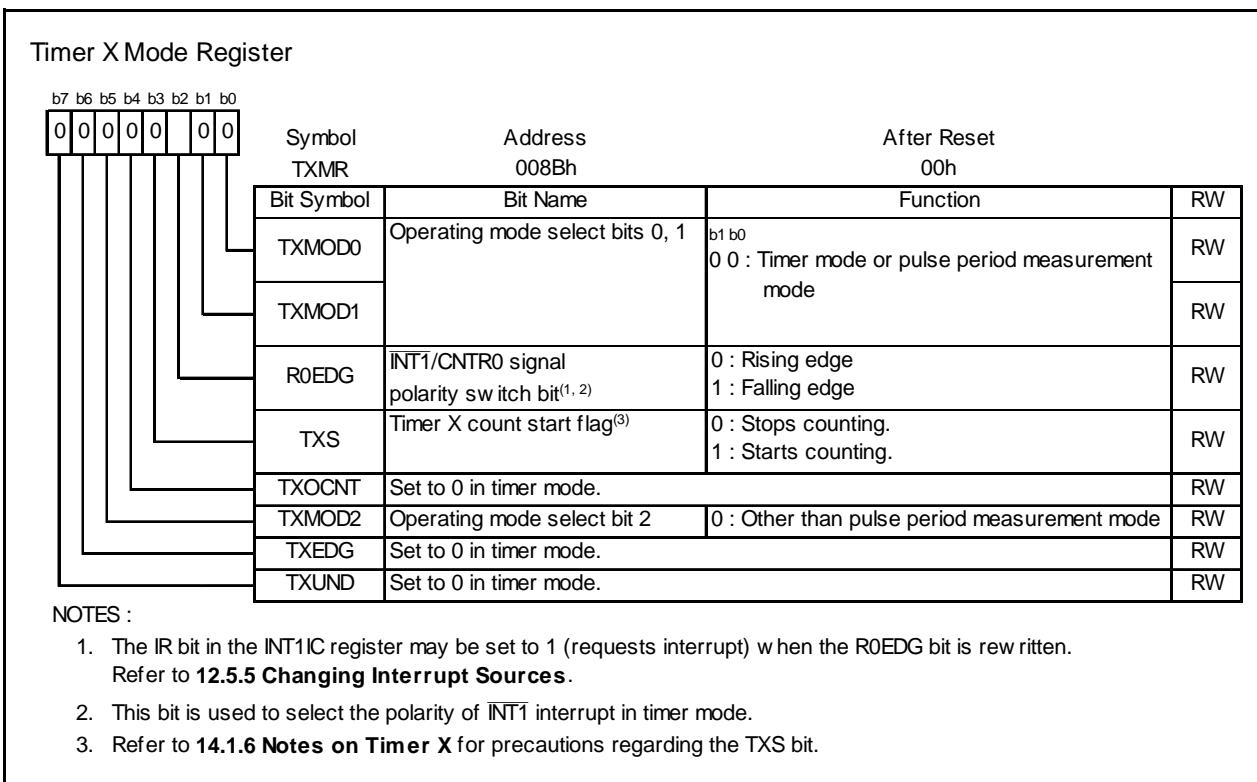 Timer X Mode Register
b7 b6 b5 b4 b3 b2 b1 b0
0 0 0 0 0 0 0
Symbol Address After Reset
TXMR 008Bh 00h
Bit Symbol Bit Name Function RW
TXMOD0 Operating mode select bits 0, 1 b1 b0 RW
0 0 : Timer mode or pulse period measurement
mode
TXMOD1 RW
R0EDG INT1/CNTR0 signal 0 : Rising edge RW
polarity switch bit(1, 2) 1 : Falling edge
TXS Timer X count start flag(3) 0 : Stops counting. RW
1 : Starts counting.
TXOCNT Set to 0 in timer mode. RW
TXMOD2 Operating mode select bit 2 0 : Other than pulse period measurement mode RW
TXEDG Set to 0 in timer mode. RW
TXUND Set to 0 in timer mode. RW
NOTES :
1. The IR bit in the INT1IC register may be set to 1 (requests interrupt) when the R0EDG bit is rewritten.
Refer to 12.5.5 Changing Interrupt Sources.
2. This bit is used to select the polarity of INT1 interrupt in timer mode.
3. Refer to 14.1.6 Notes on Timer X for precautions regarding the TXS bit.